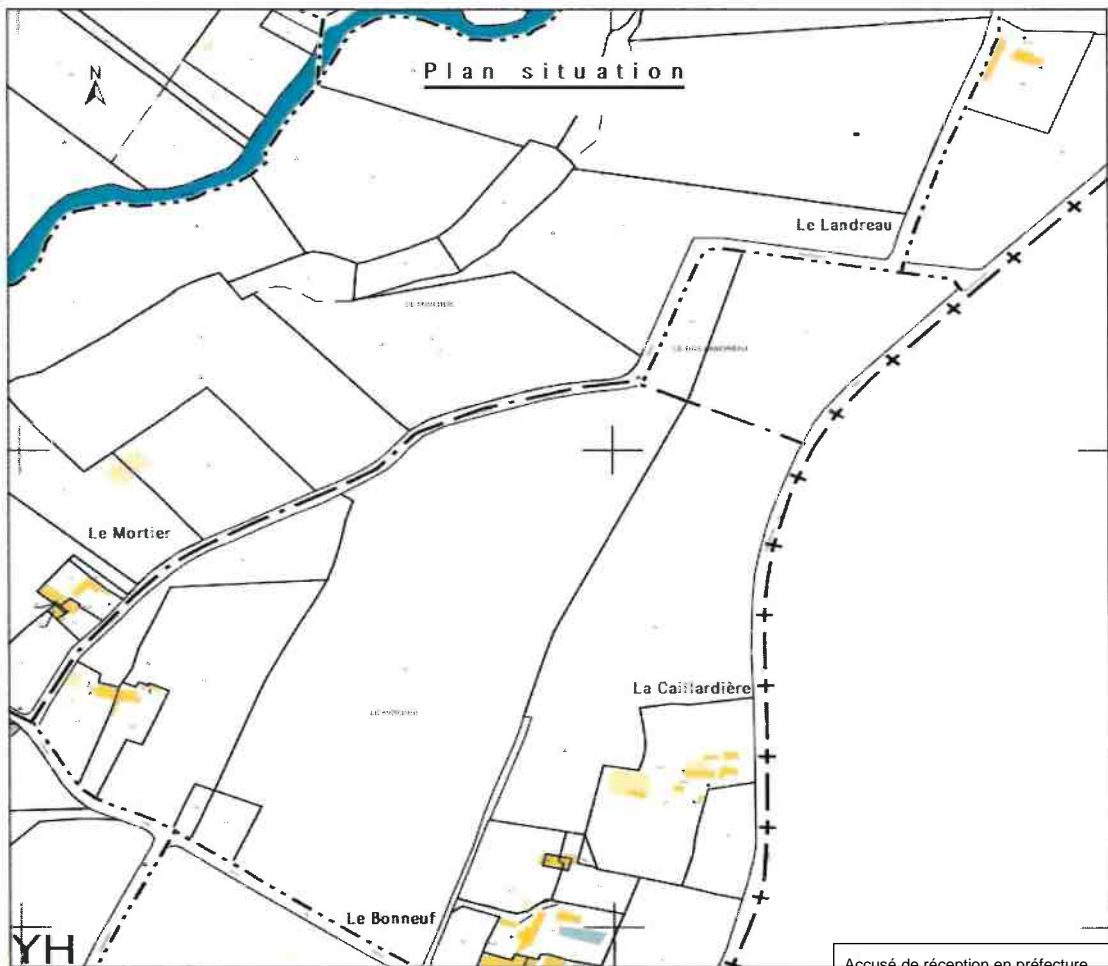 Plan situation
N
Le Landreau
Le Mortier
La Caillardière
Le Bonneuf
YH
Accusé de réception en préfecture